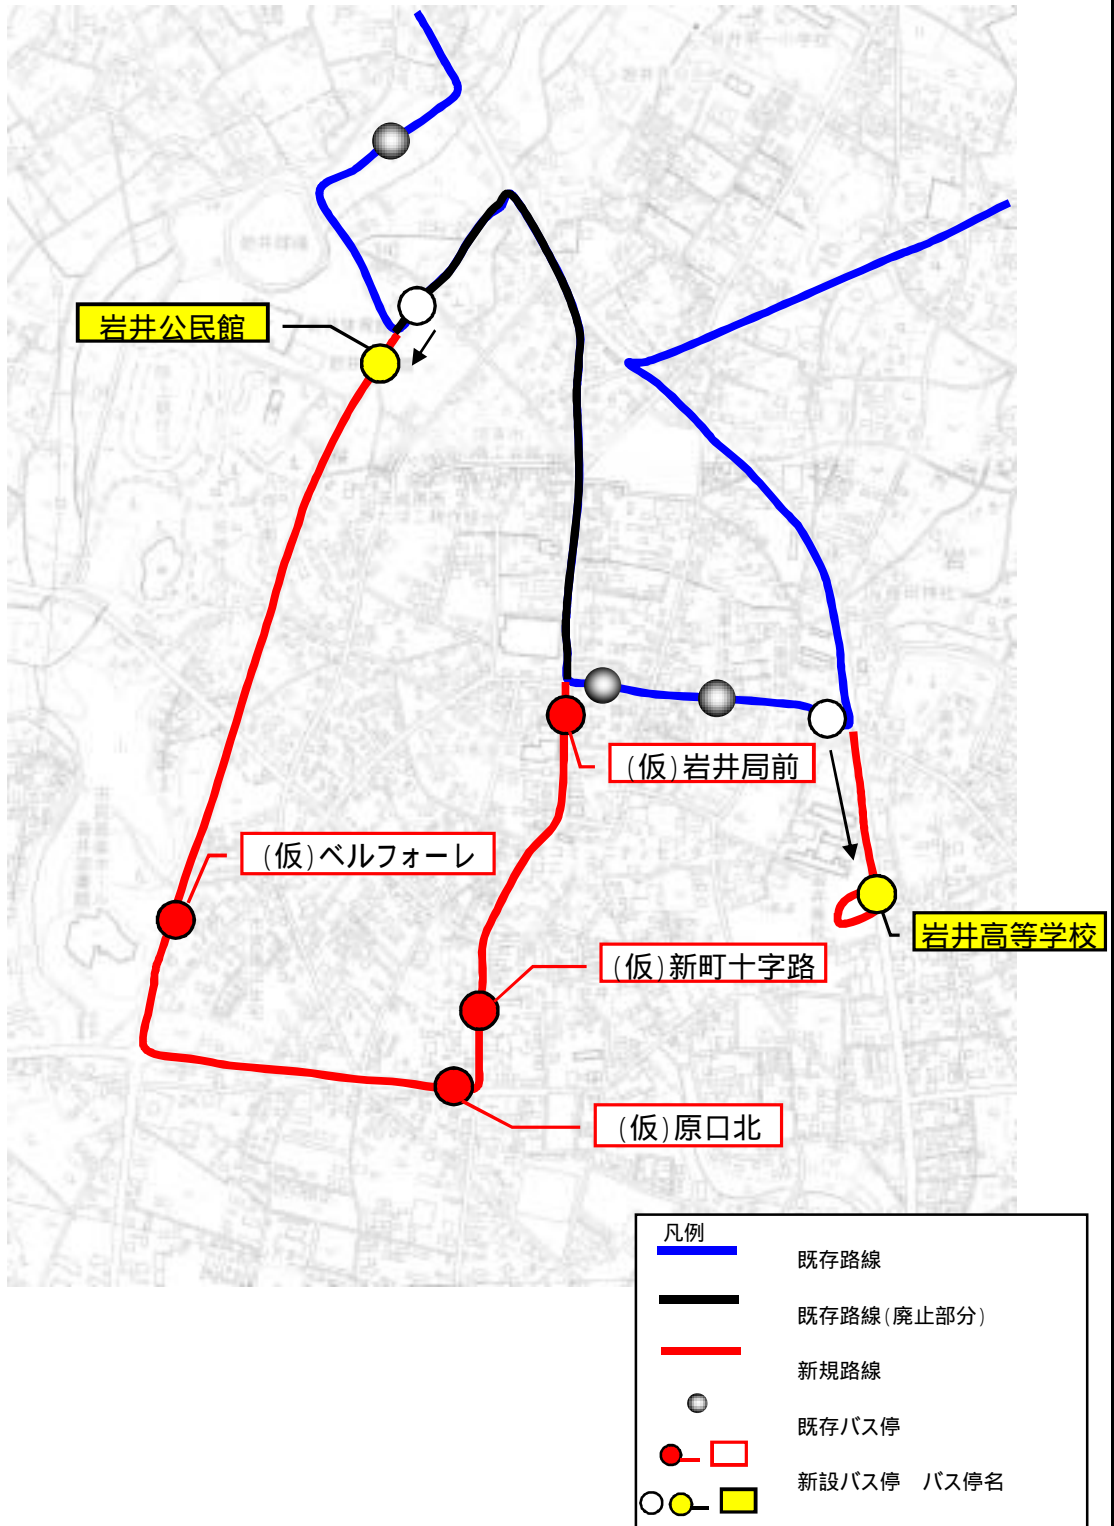 岩井公民館
(仮)岩井局前
(仮)ベルフォーレ
岩井高等学校
(仮)新町十字路
(仮)原口北
凡例
既存路線
既存路線(廃止部分)
新規路線
既存バス停
新設バス停　バス停名